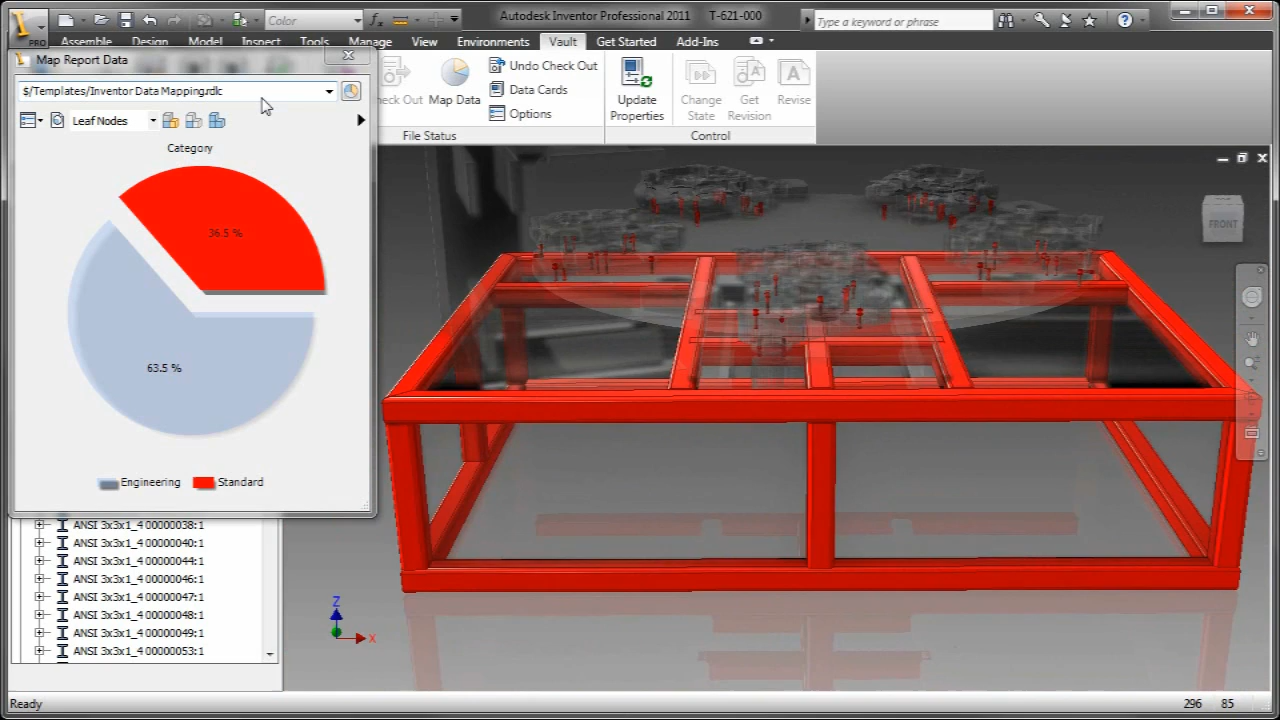 PRO
Color
Autodesk Inventor Professional 2011 T-621-000
Type a keyword or phrase
Assemble Design Model Inspect Tools Manage View Environments Vault Get Started Add-Ins
Map Report Data
$/Templates/Inventor Data Mapping.rdlc
Leaf Nodes
Category
36.5 %
63.5 %
Engineering Standard
heck Out
Map Data
Undo Check Out
Data Cards
Options
File Status
Update Properties
Change State
Get Revision
Revise
Control
FRONT
ANSI 3x3x1_4 00000038:1
ANSI 3x3x1_4 00000040:1
ANSI 3x3x1_4 00000044:1
ANSI 3x3x1_4 00000046:1
ANSI 3x3x1_4 00000047:1
ANSI 3x3x1_4 00000048:1
ANSI 3x3x1_4 00000049:1
ANSI 3x3x1_4 00000053:1
Z
X
Ready
296 85